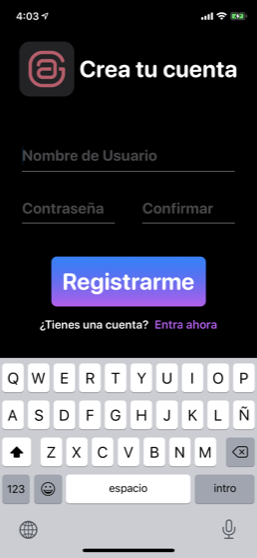 4:03
Crea tu cuenta
Nombre de Usuario
Contraseña Confirmar
Registrarme
¿Tienes una cuenta? Entra ahora
Q W E R T Y U I O P
A S D F G H J K L Ñ
Z X C V B N M
123 espacio intro